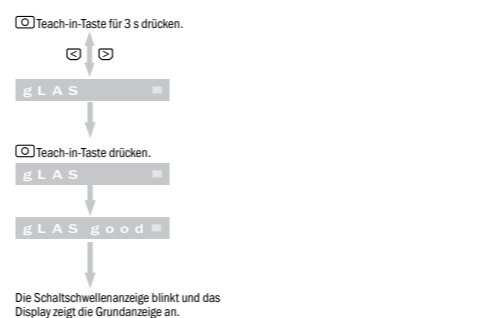 Teach-in-Taste für 3 s drücken.
< >
gLAS
Teach-in-Taste drücken.
gLAS
gLAS good
Die Schaltschwellenanzeige blinkt und das
Display zeigt die Grundanzeige an.